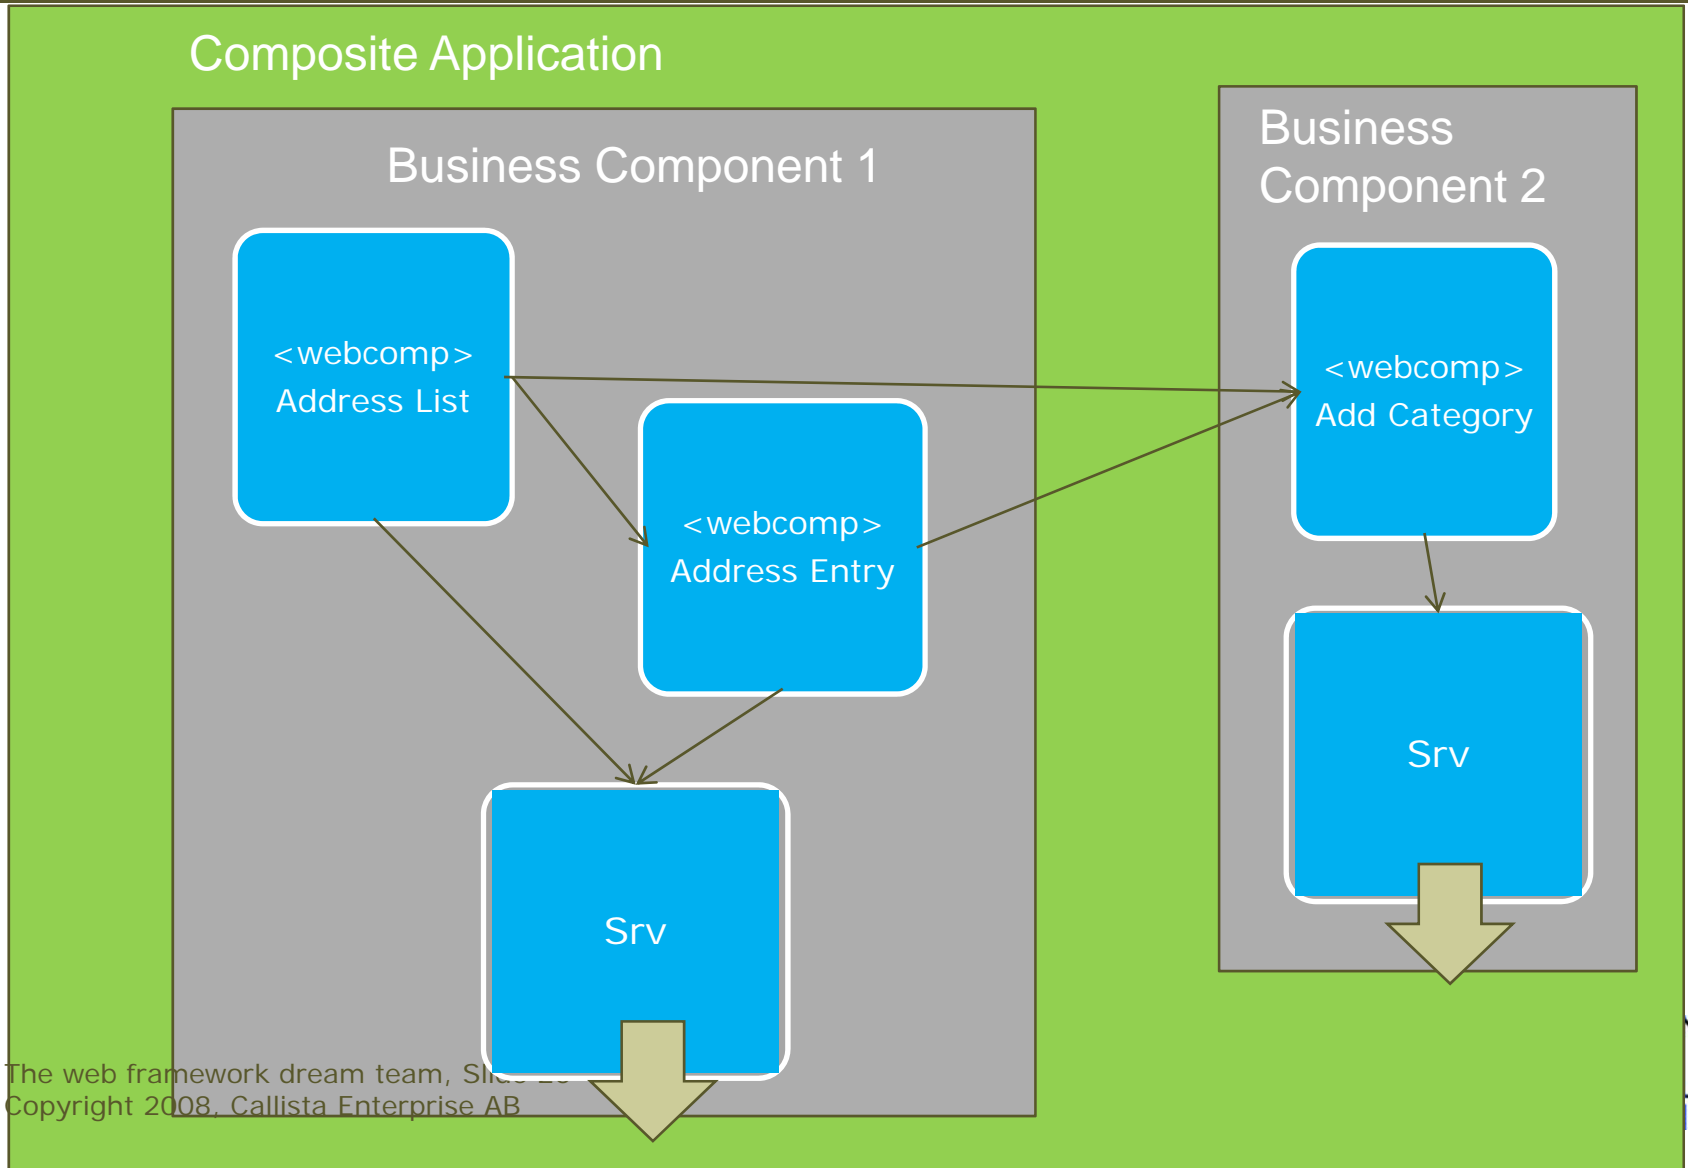 Composite Application
Business Component 1
Business
Component 2
<webcomp>
Address List
<webcomp>
Add Category
<webcomp>
Address Entry
Srv
Srv
The web framework dream team,
Copyright 2008, Callista Enterprise AB